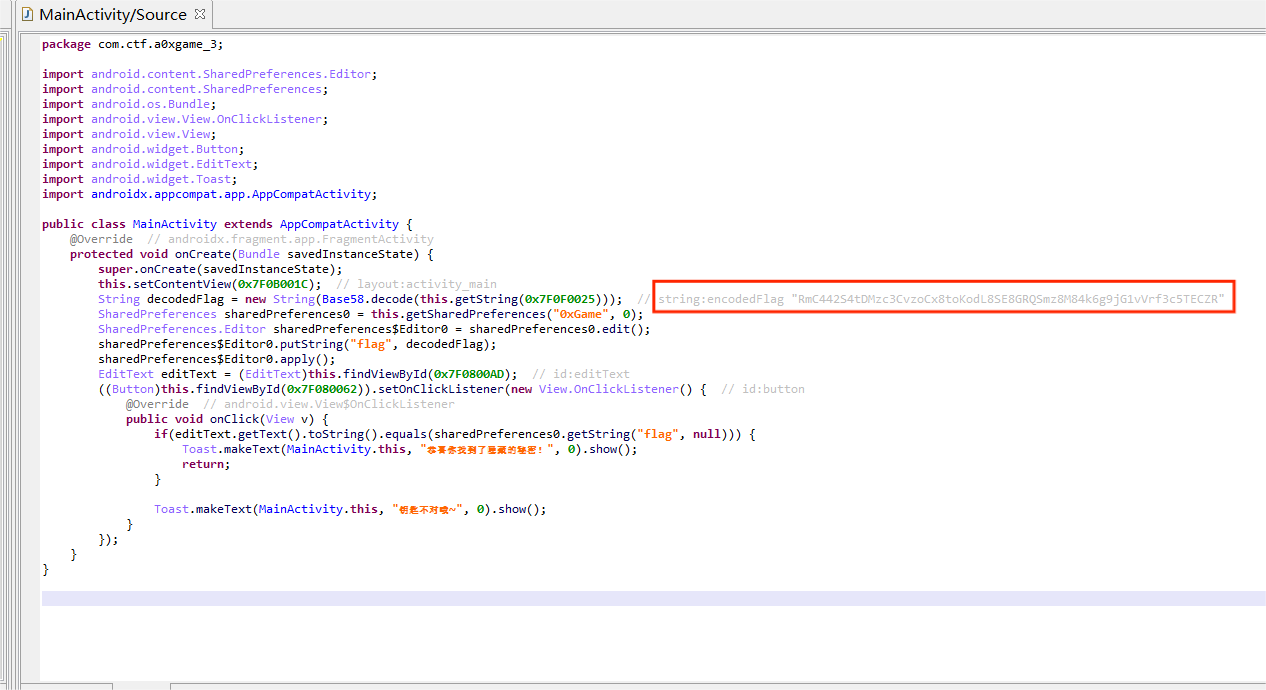 MainActivity/Source
package com.ctf.a0xgame_3;
import android.content.SharedPreferences.Editor;
import android.content.SharedPreferences;
import android.os.Bundle;
import android.view.View.OnClickListener;
import android.view.View;
import android.widget.Button;
import android.widget.EditText;
import android.widget.Toast;
import androidx.appcompat.app.AppCompatActivity;
public class MainActivity extends AppCompatActivity {
@Override  // androidx.fragment.app.FragmentActivity
protected void onCreate(Bundle savedInstanceState) {
super.onCreate(savedInstanceState);
this.setContentView(0x7F0B001C);  // layout:activity_main
String decodedFlag = new String(Base58.decode(this.getString(0x7F0F0025)));  // string:encodedFlag "RmC442S4tDMzc3CvzoCx8toKodL8SE8GRQSmz8M84k6g9jG1vVrf3c5TECZR"
SharedPreferences sharedPreferences0 = this.getSharedPreferences("0xGame", 0);
SharedPreferences.Editor sharedPreferences$Editor0 = sharedPreferences0.edit();
sharedPreferences$Editor0.putString("flag", decodedFlag);
sharedPreferences$Editor0.apply();
EditText editText = (EditText)this.findViewById(0x7F0800AD);  // id:editText
((Button)this.findViewById(0x7F080062)).setOnClickListener(new View.OnClickListener() {  // id:button
@Override  // android.view.View$OnClickListener
public void onClick(View v) {
if(editText.getText().toString().equals(sharedPreferences0.getString("flag", null))) {
Toast.makeText(MainActivity.this, "恭喜你找到了隐藏的秘密！", 0).show();
return;
}
Toast.makeText(MainActivity.this, "钥匙不对哦~", 0).show();
}
});
}
}